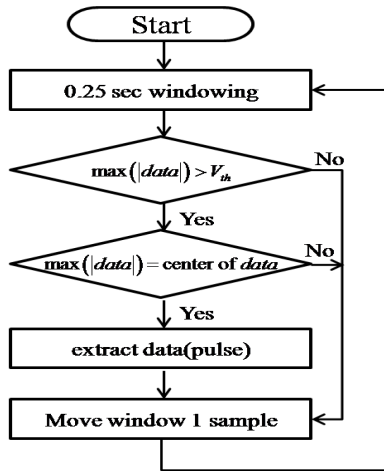 Start
0.25 sec windowing
max(|data|) > V_th
No
Yes
max(|data|) = center of data
No
Yes
extract data(pulse)
Move window 1 sample